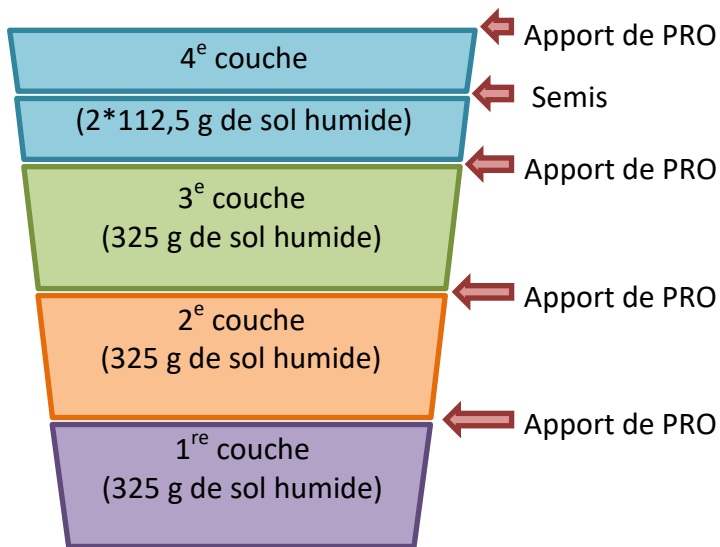 Apport de PRO
4e couche
Semis
(2*112,5 g de sol humide)
Apport de PRO
3e couche
(325 g de sol humide)
Apport de PRO
2e couche
(325 g de sol humide)
Apport de PRO
1re couche
(325 g de sol humide)